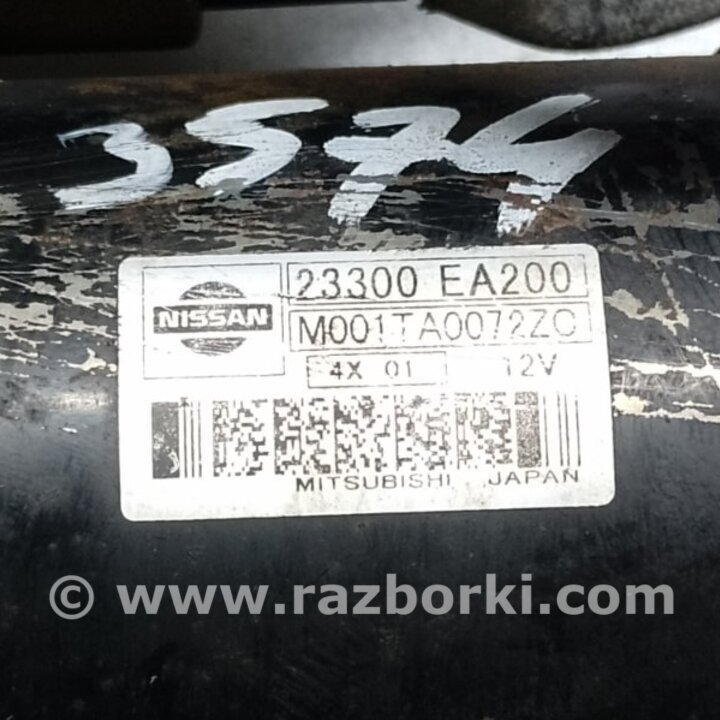 3574
NISSAN
23300 EA200
M001TA0072ZC
4X 01 12V
MITSUBISHI JAPAN
© www.razborki.com